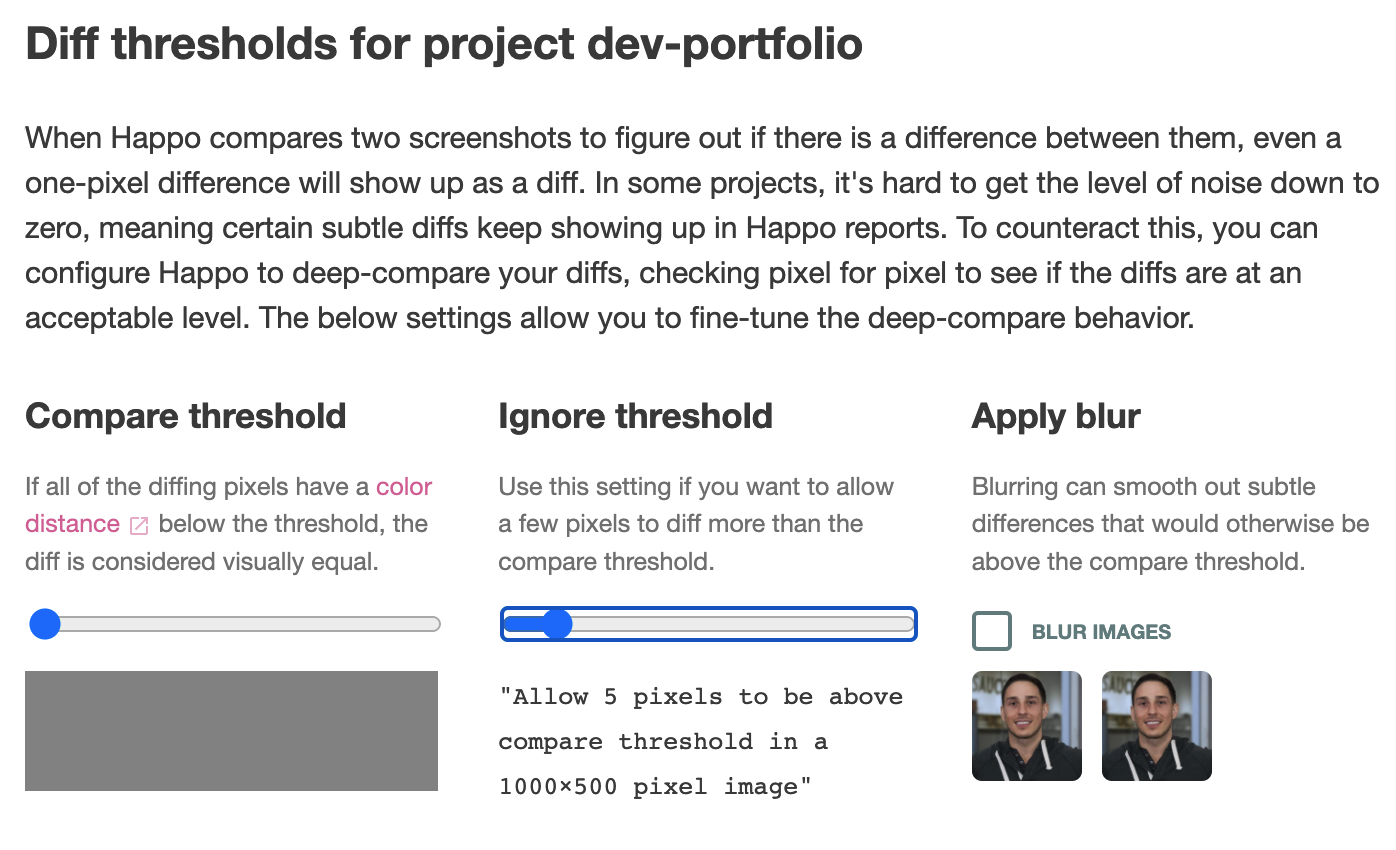 Diff thresholds for project dev-portfolio
When Happo compares two screenshots to figure out if there is a difference between them, even a
one-pixel difference will show up as a diff. In some projects, it's hard to get the level of noise down to
zero, meaning certain subtle diffs keep showing up in Happo reports. To counteract this, you can
configure Happo to deep-compare your diffs, checking pixel for pixel to see if the diffs are at an
acceptable level. The below settings allow you to fine-tune the deep-compare behavior.
Compare threshold
If all of the diffing pixels have a color
distance below the threshold, the
diff is considered visually equal.
Ignore threshold
Use this setting if you want to allow
a few pixels to diff more than the
compare threshold.
"Allow 5 pixels to be above
compare threshold in a
1000×500 pixel image"
Apply blur
Blurring can smooth out subtle
differences that would otherwise be
above the compare threshold.
BLUR IMAGES